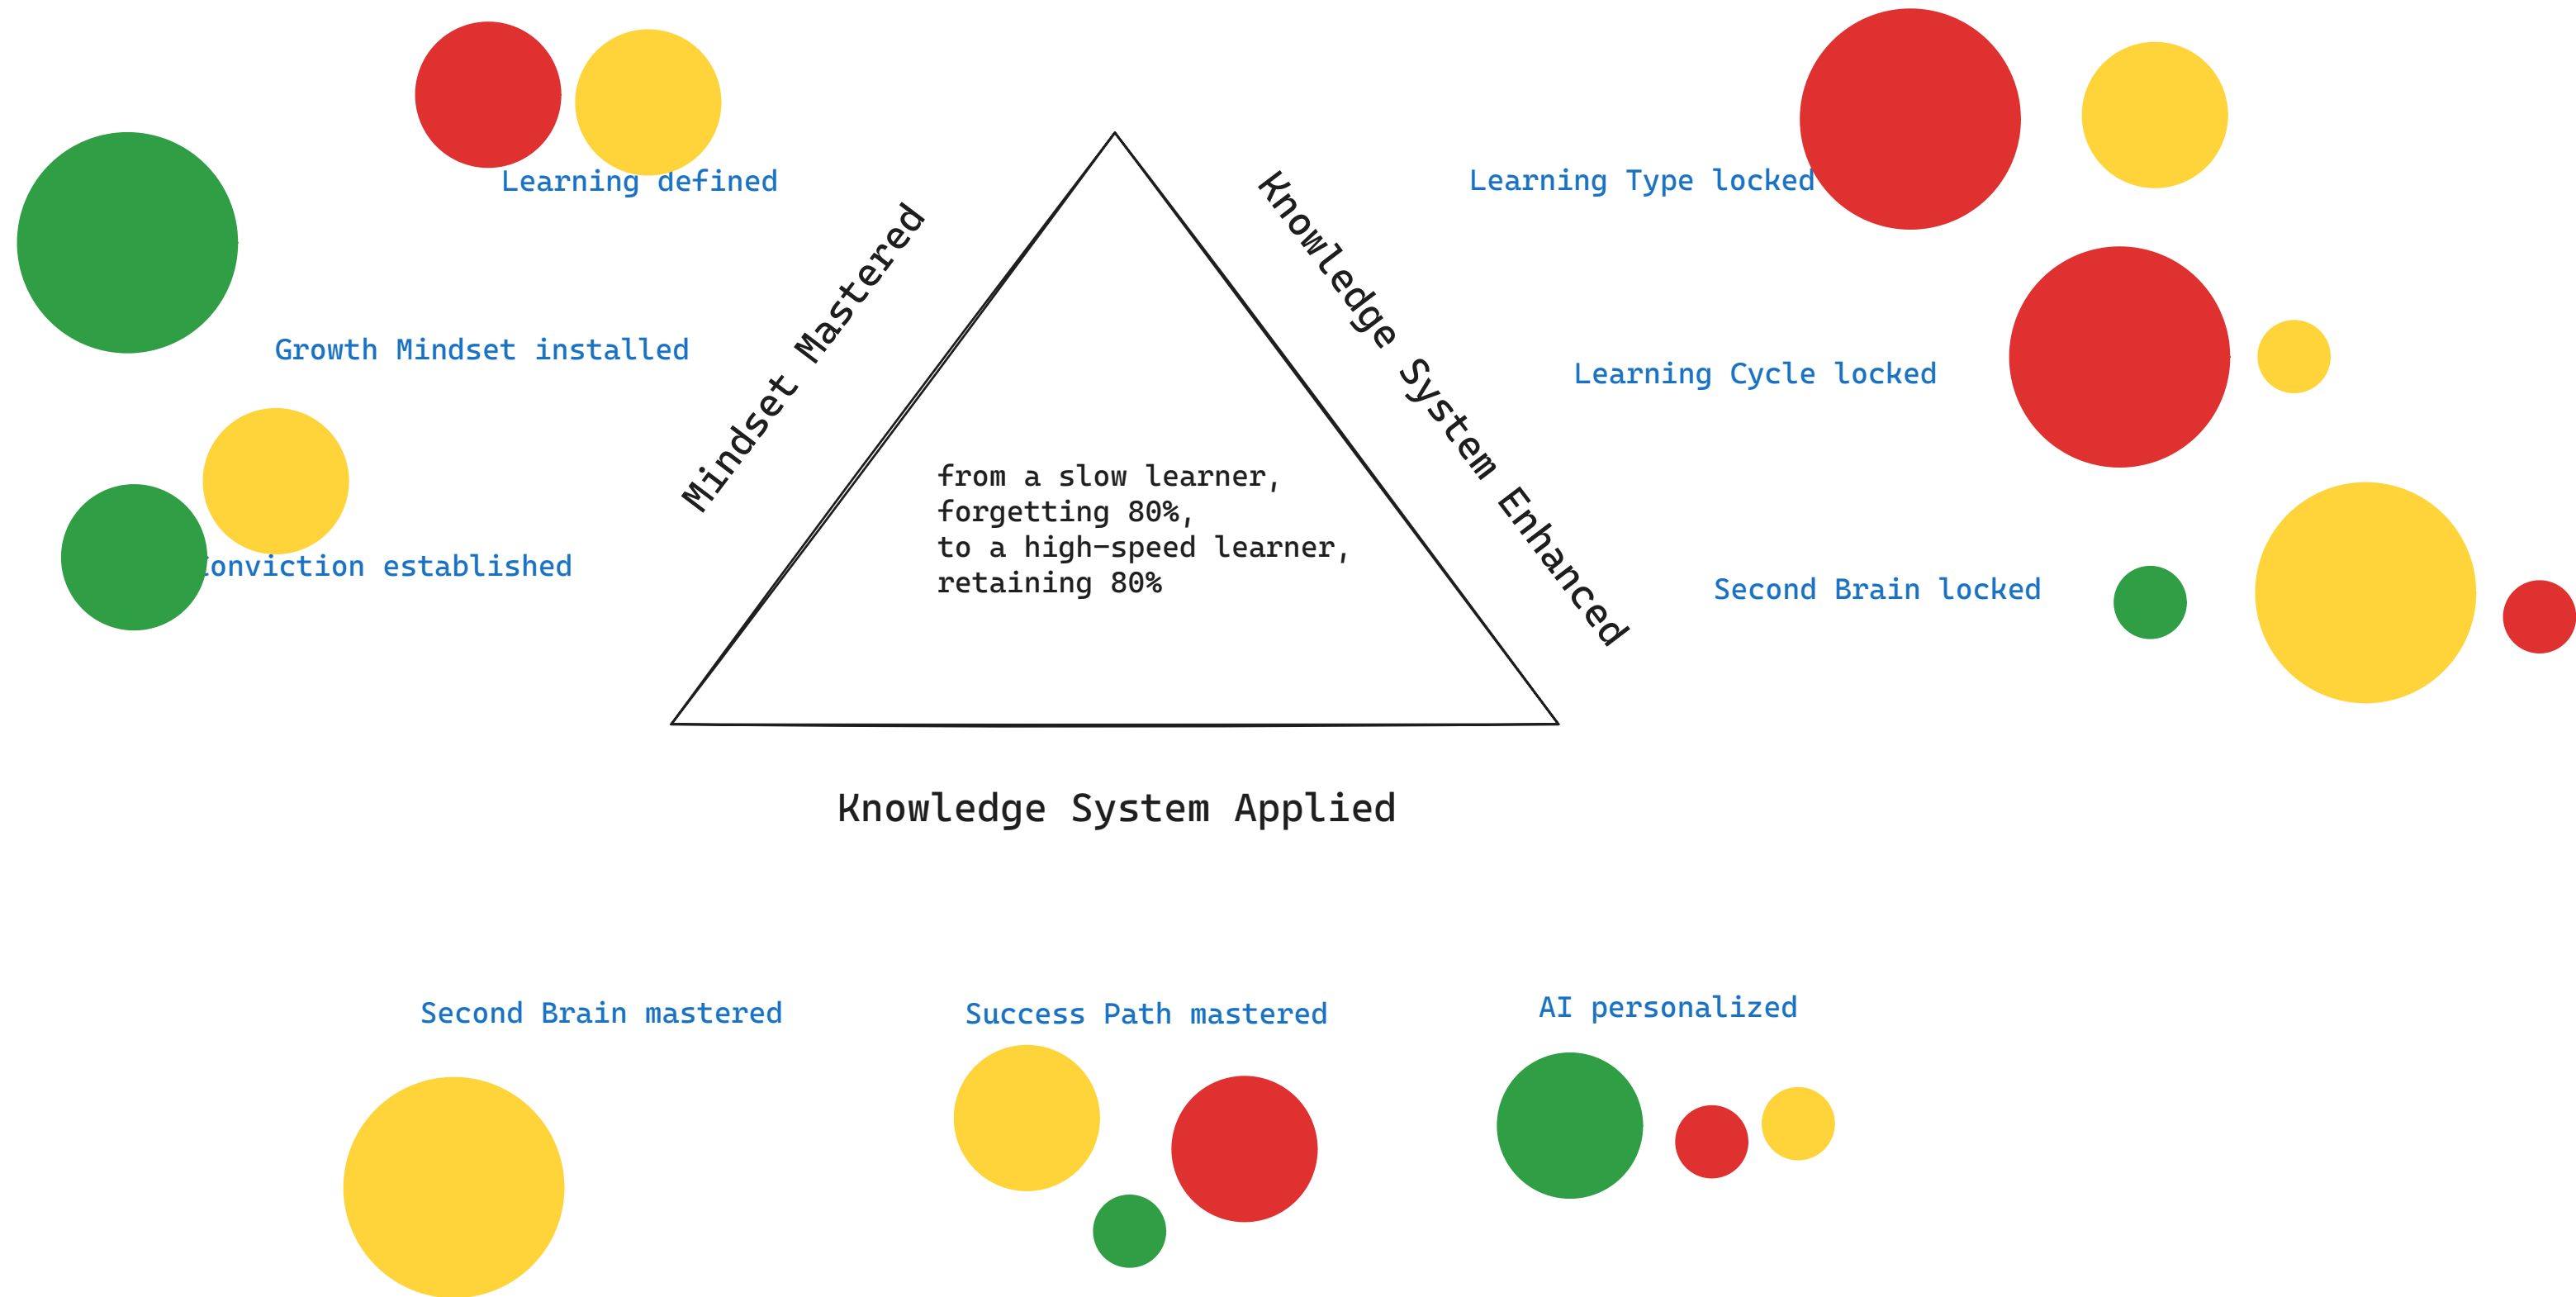 Learning defined
Growth Mindset installed
onviction established
Mindset Mastered
Knowledge System Enhanced
from a slow learner,
forgetting 80%,
to a high-speed learner,
retaining 80%
Knowledge System Applied
Learning Type locked
Learning Cycle locked
Second Brain locked
Second Brain mastered
Success Path mastered
AI personalized